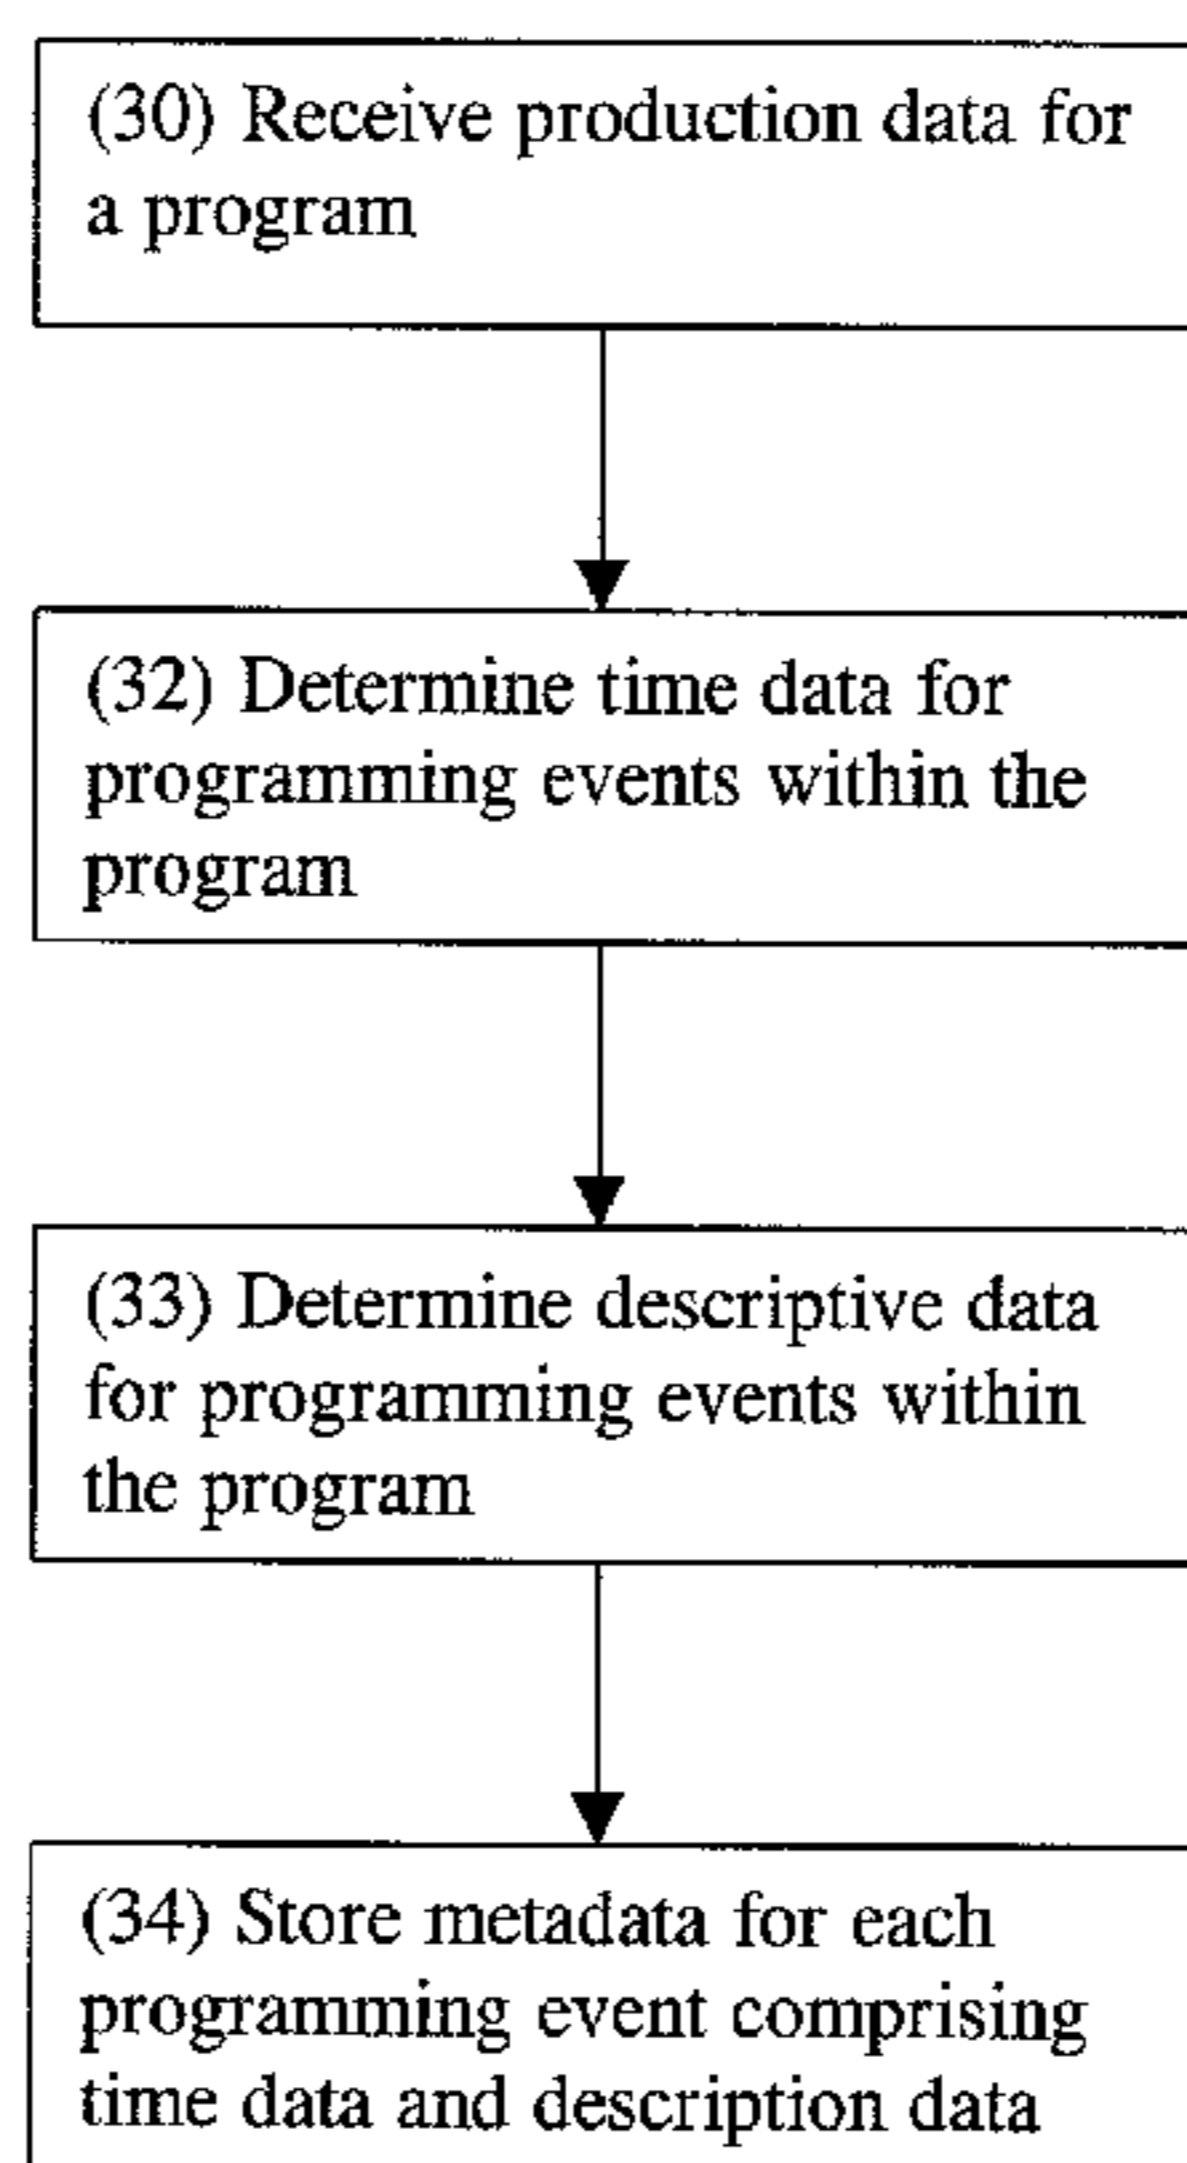 (30) Receive production data for
a program
(32) Determine time data for
programming events within the
program
(33) Determine descriptive data
for programming events within
the program
(34) Store metadata for each
programming event comprising
time data and description data